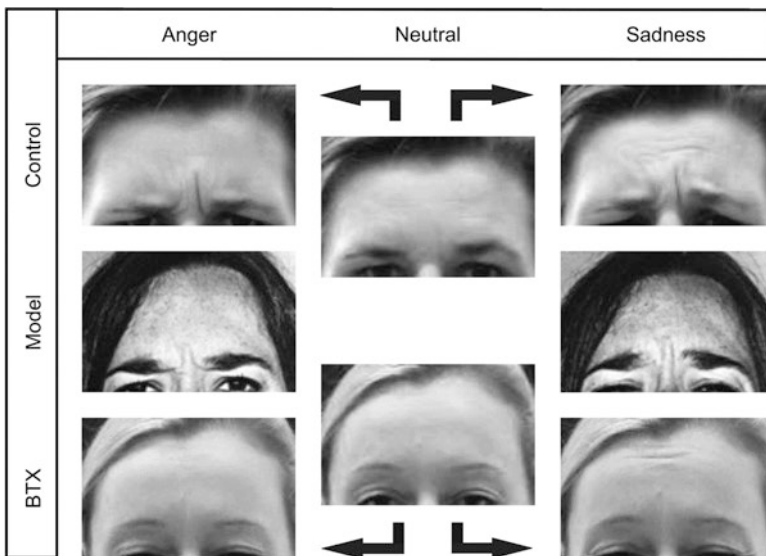 Anger
Neutral
Sadness
Control
Model
BTX